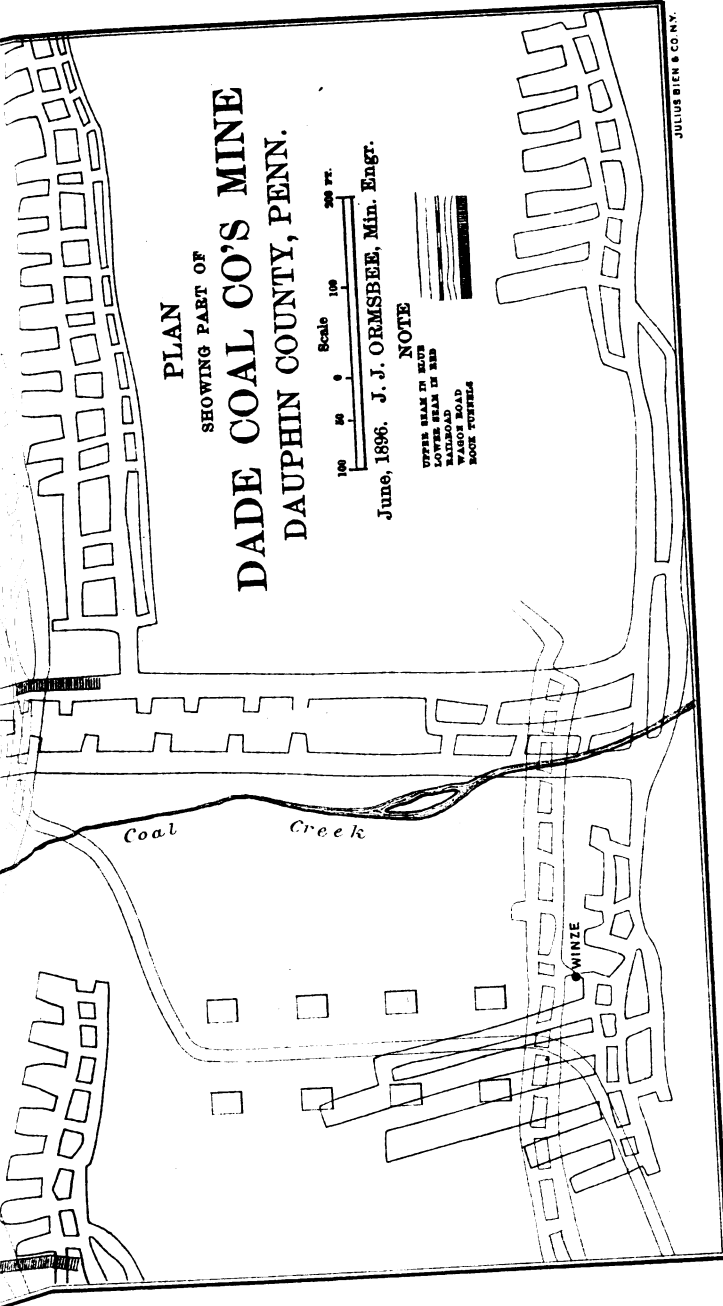 PLAN
SHOWING PART OF
DADE COAL CO'S MINE
DAUPHIN COUNTY, PENN.
Scale
100 50 0 100 200 FT.
June, 1896. J. J. ORMSBEE, Min. Engr.
NOTE
UPPER SEAM IN BLUE
LOWER SEAM IN RED
RAILROAD
WAGON ROAD
ROCK TUNNELS
Coal Creek
WINZE
JULIUS BIEN & CO. N.Y.